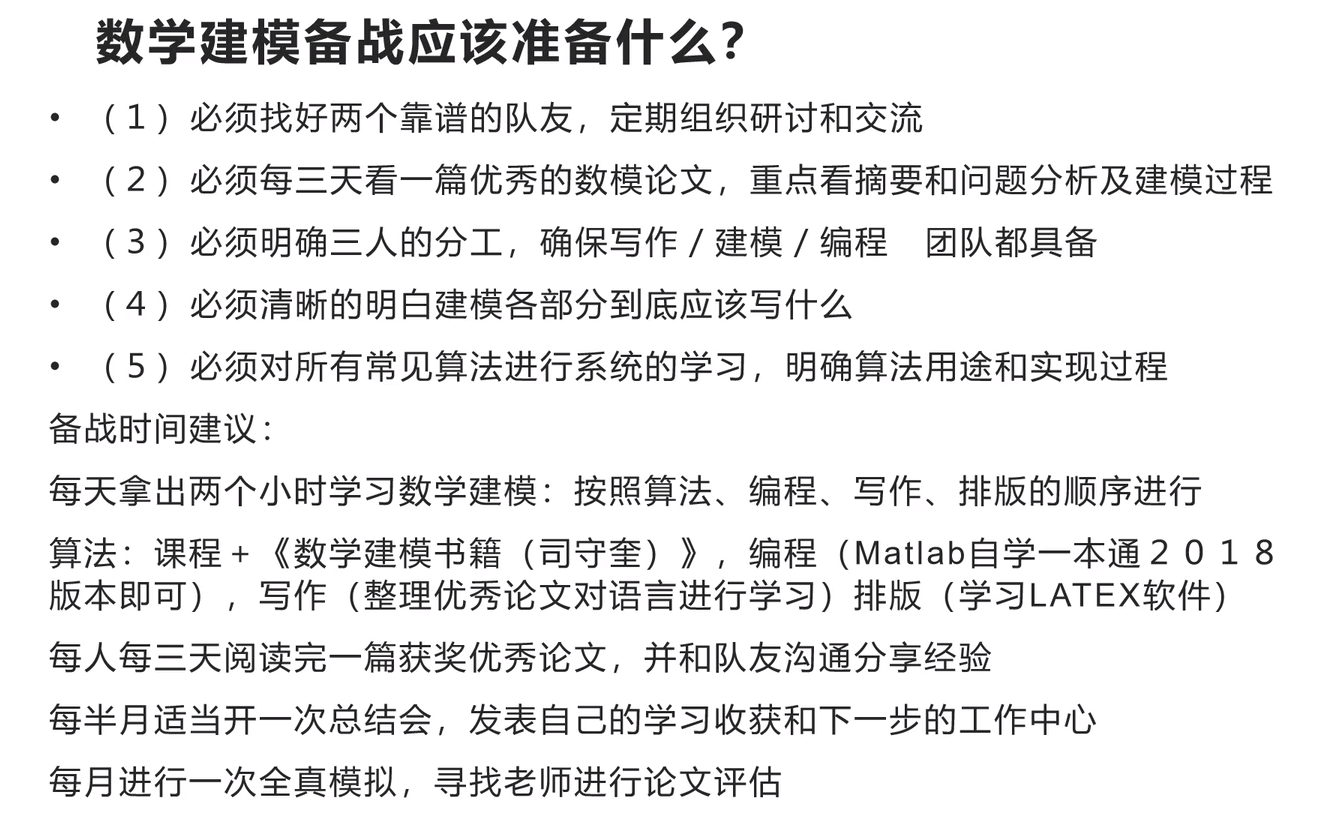 数学建模备战应该准备什么？
• （1）必须找好两个靠谱的队友，定期组织研讨和交流
• （2）必须每三天看一篇优秀的数模论文，重点看摘要和问题分析及建模过程
• （3）必须明确三人的分工，确保写作 / 建模 / 编程　团队都具备
• （4）必须清晰的明白建模各部分到底应该写什么
• （5）必须对所有常见算法进行系统的学习，明确算法用途和实现过程
备战时间建议：
每天拿出两个小时学习数学建模：按照算法、编程、写作、排版的顺序进行
算法：课程＋《数学建模书籍（司守奎）》，编程（Matlab自学一本通２０１８
版本即可），写作（整理优秀论文对语言进行学习）排版（学习LATEX软件）
每人每三天阅读完一篇获奖优秀论文，并和队友沟通分享经验
每半月适当开一次总结会，发表自己的学习收获和下一步的工作中心
每月进行一次全真模拟，寻找老师进行论文评估